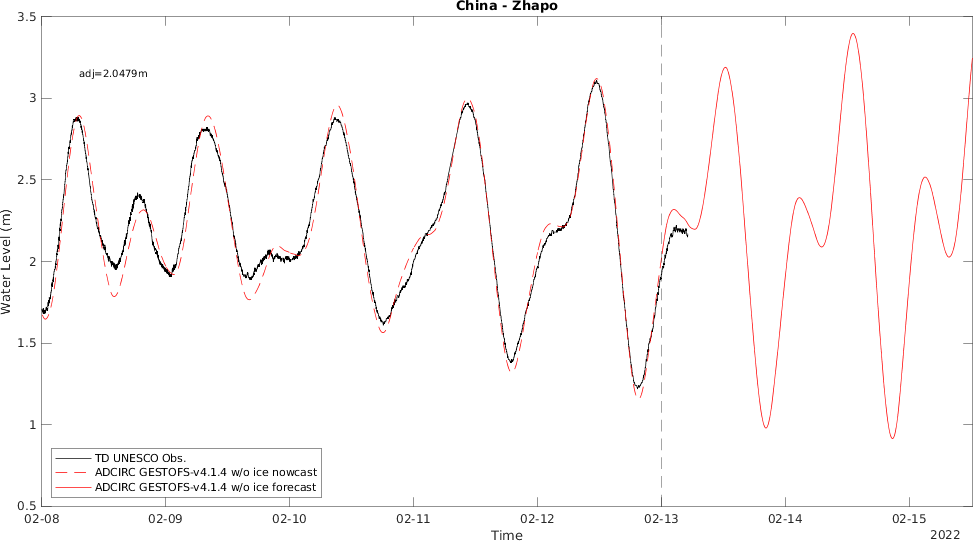 China - Zhapo
adj=2.0479m
Water Level (m)
3.5
3
2.5
2
1.5
1
0.5
TD UNESCO Obs.
ADCIRC GESTOFS-v4.1.4 w/o ice nowcast
ADCIRC GESTOFS-v4.1.4 w/o ice forecast
02-08 02-09 02-10 02-11 02-12 02-13 02-14 02-15
Time
2022